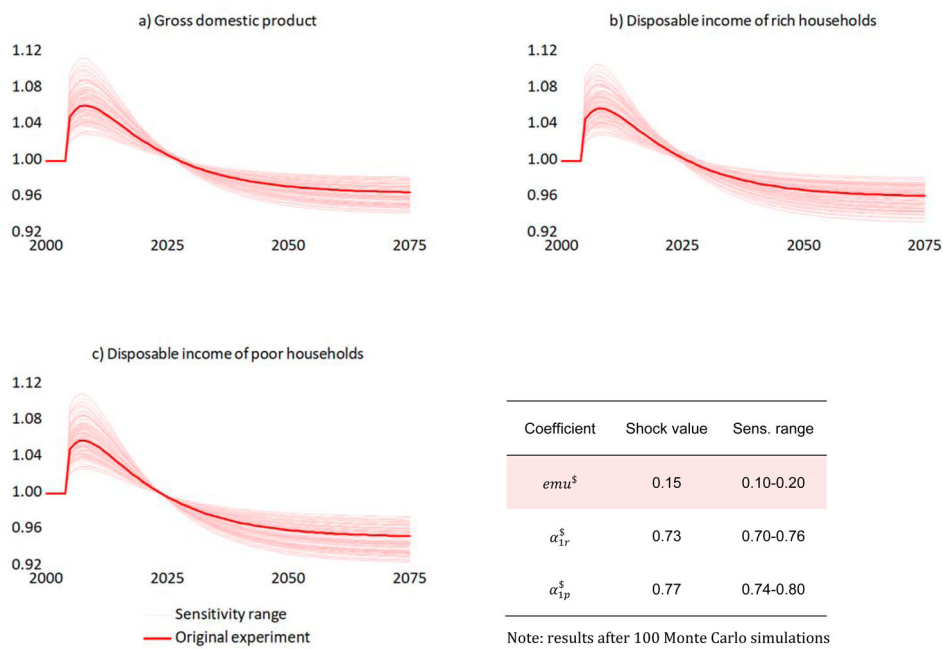 a) Gross domestic product
1.12
1.08
1.04
1.00
0.96
0.92
2000 2025 2050 2075
b) Disposable income of rich households
1.12
1.08
1.04
1.00
0.96
0.92
2000 2025 2050 2075
c) Disposable income of poor households
1.12
1.08
1.04
1.00
0.96
0.92
2000 2025 2050 2075
Sensitivity range
Original experiment
Coefficient Shock value Sens. range
emu$ 0.15 0.10-0.20
α$1r 0.73 0.70-0.76
α$1p 0.77 0.74-0.80
Note: results after 100 Monte Carlo simulations